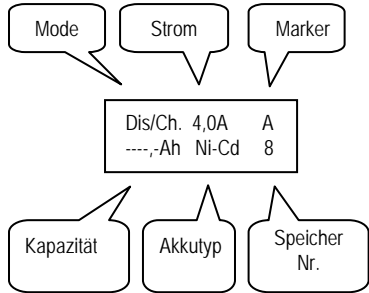 Mode
Strom
Marker
Dis/Ch. 4,0A A
----,-Ah Ni-Cd 8
Kapazität
Akkutyp
Speicher
Nr.